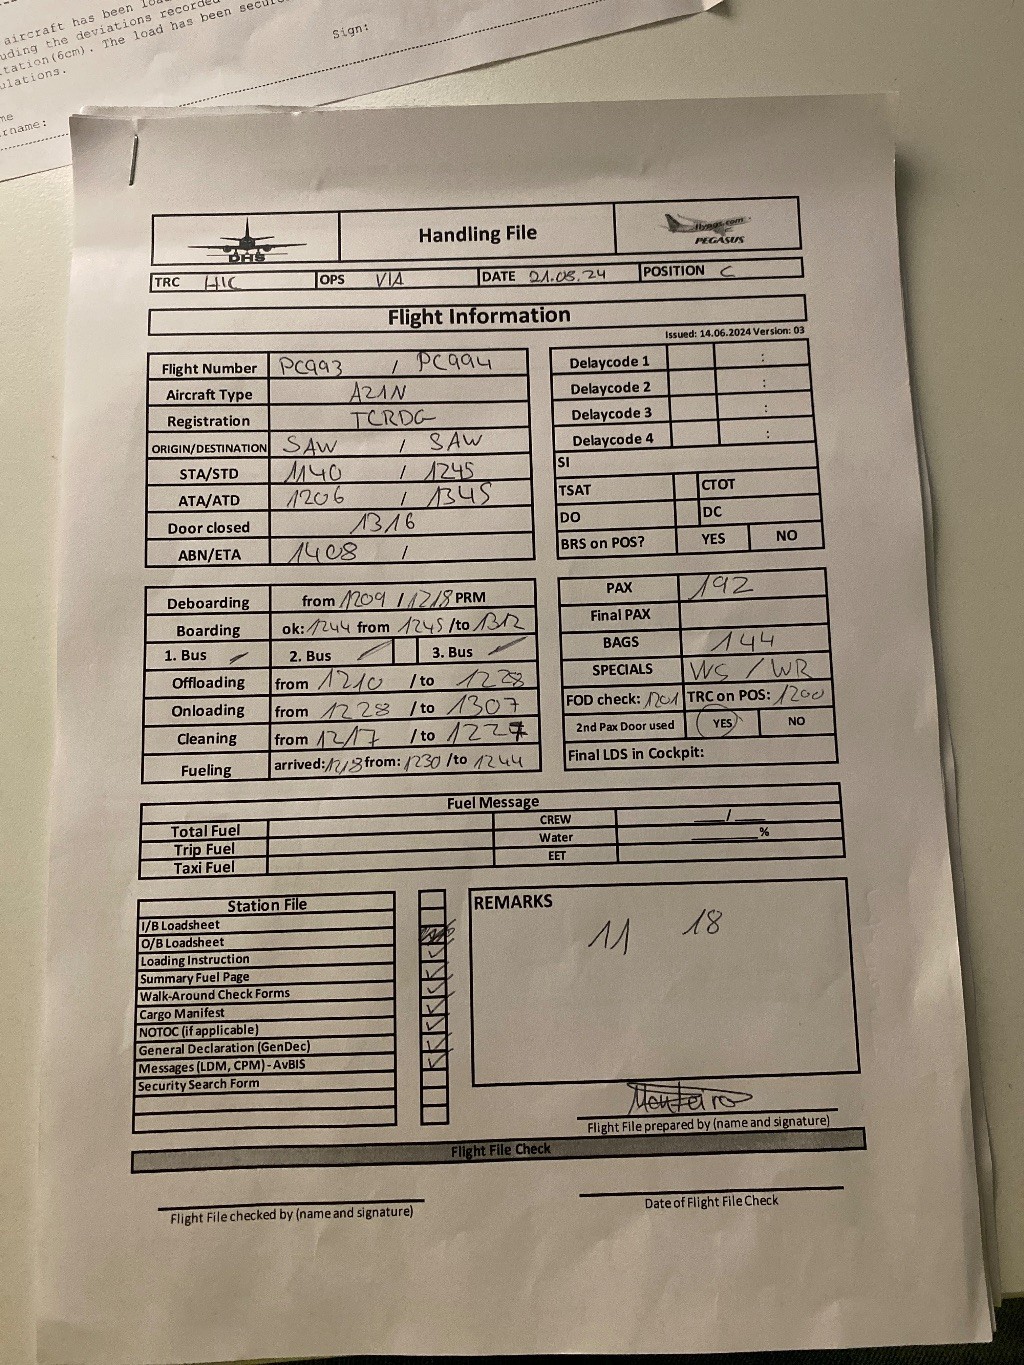 aircraft has been
uding the deviations recorded
tation(6cm). The load has been
ulations.
Sign:
me
rname:
DHS
Handling File
flypgs.com
PEGASUS
TRC HIC OPS VIA DATE 21.08.24 POSITION C
Flight Information
Issued: 14.06.2024 Version: 03
Flight Number PC993 / PC994
Aircraft Type A21N
Registration TCRDG
ORIGIN/DESTINATION SAW / SAW
STA/STD 1140 / 1245
ATA/ATD 1206 / 1345
Door closed 1316
ABN/ETA 1408 /
Delaycode 1 :
Delaycode 2 :
Delaycode 3 :
Delaycode 4 :
SI
TSAT CTOT
DO DC
BRS on POS? YES NO
Deboarding from 1209 / 1218 PRM
Boarding ok: 1244 from 1245 /to 1312
1. Bus 2. Bus 3. Bus
Offloading from 1210 /to 1228
Onloading from 1228 /to 1307
Cleaning from 1217 /to 1227
Fueling arrived: 1218 from: 1230 /to 1244
PAX 192
Final PAX
BAGS 144
SPECIALS WS / WR
FOD check: 1201 TRC on POS: 1200
2nd Pax Door used YES NO
Final LDS in Cockpit:
Fuel Message
Total Fuel CREW ___/___
Trip Fuel Water ______%
Taxi Fuel EET
Station File
I/B Loadsheet
O/B Loadsheet
Loading Instruction
Summary Fuel Page
Walk-Around Check Forms
Cargo Manifest
NOTOC (if applicable)
General Declaration (GenDec)
Messages (LDM, CPM) - AvBIS
Security Search Form
REMARKS
11 18
Monteiro
Flight File prepared by (name and signature)
Flight File Check
Flight File checked by (name and signature)
Date of Flight File Check